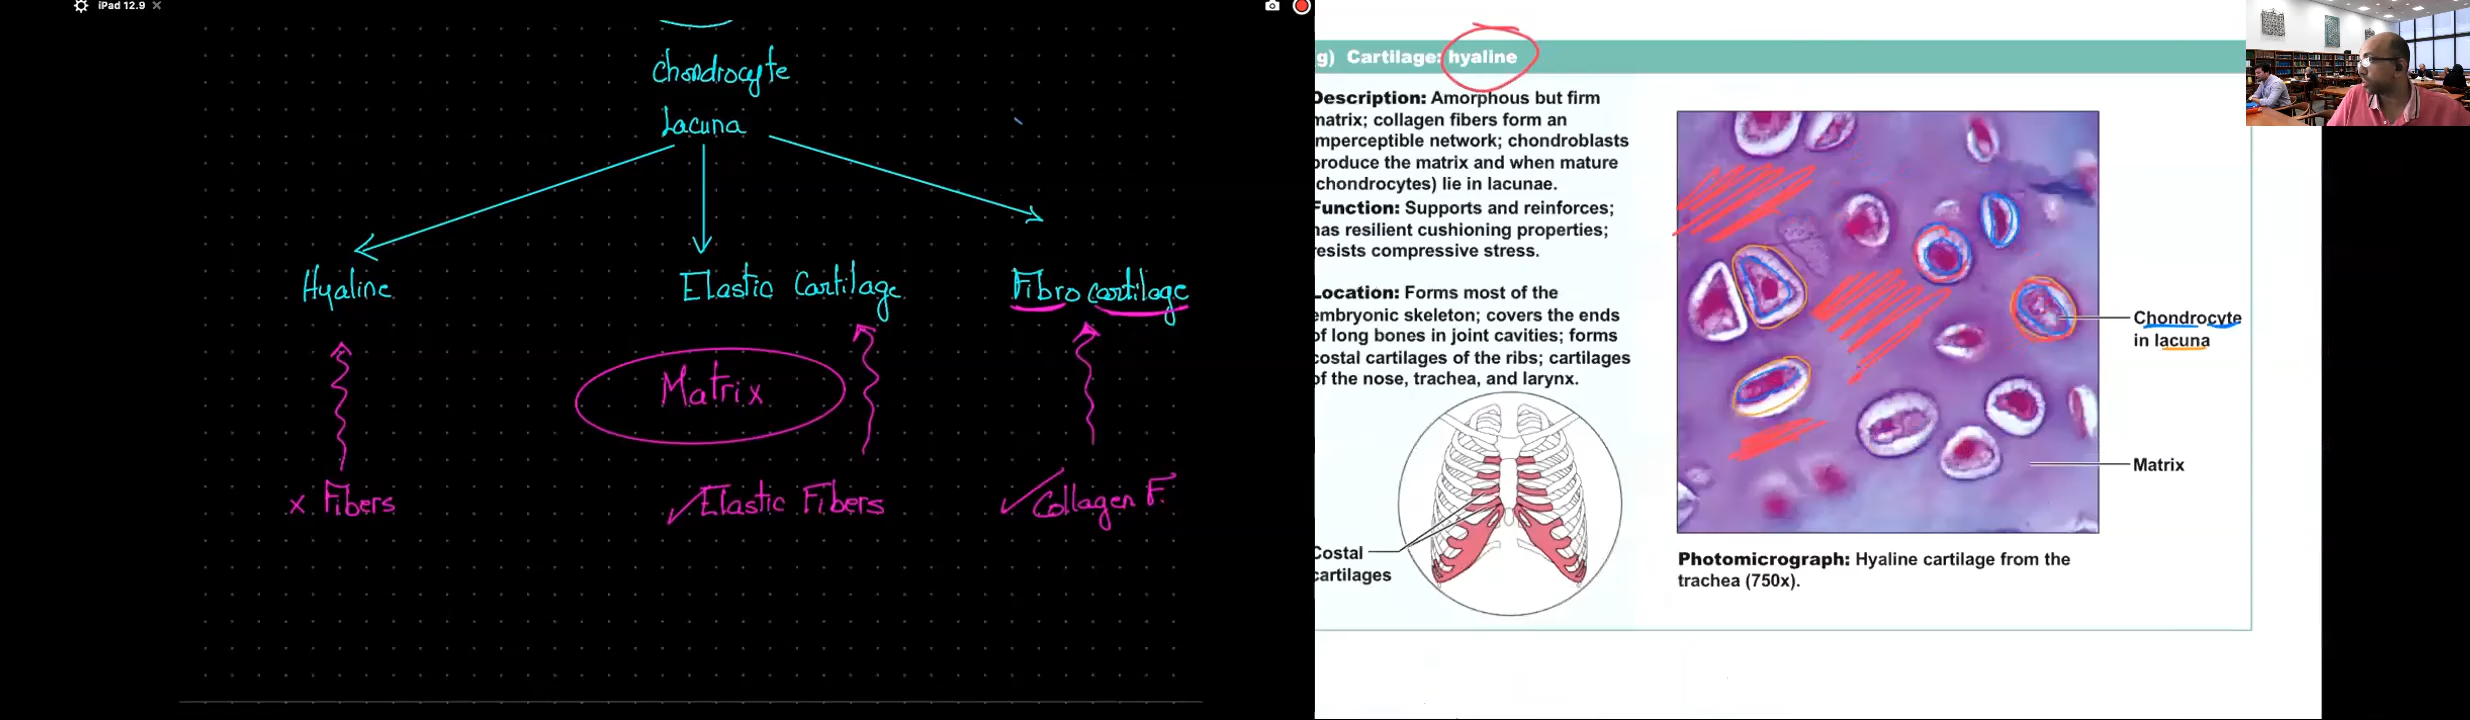 iPad 12.9
Chondrocyte
Lacuna
Hyaline
Elastic Cartilage
Fibrocartilage
Matrix
x Fibers
✓Elastic Fibers
✓Collagen F.
g) Cartilage: hyaline
Description: Amorphous but firm
matrix; collagen fibers form an
mperceptible network; chondroblasts
produce the matrix and when mature
(chondrocytes) lie in lacunae.
Function: Supports and reinforces;
has resilient cushioning properties;
resists compressive stress.
Location: Forms most of the
embryonic skeleton; covers the ends
of long bones in joint cavities; forms
costal cartilages of the ribs; cartilages
of the nose, trachea, and larynx.
Costal
cartilages
Chondrocyte
in lacuna
Matrix
Photomicrograph: Hyaline cartilage from the
trachea (750x).